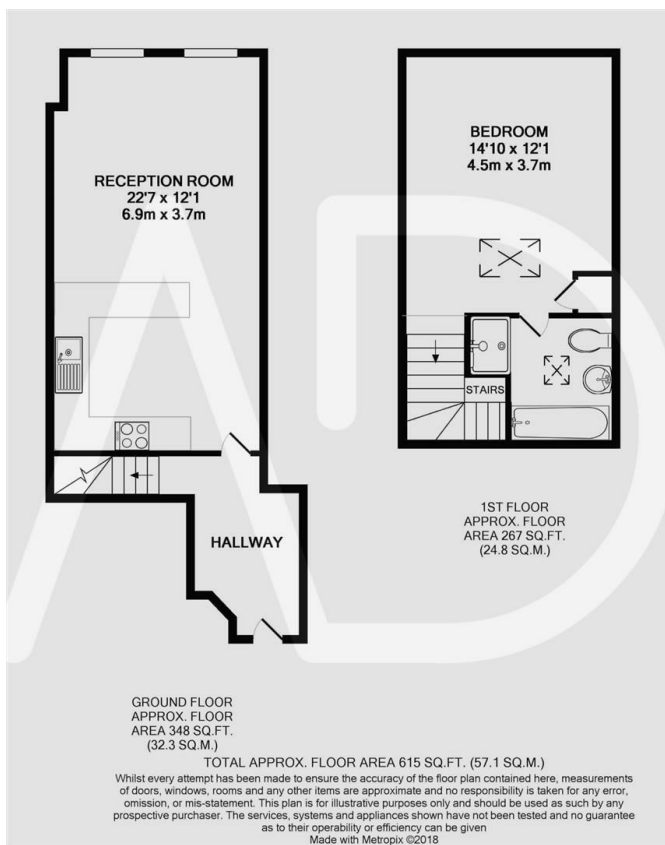 RECEPTION ROOM
22'7 x 12'1
6.9m x 3.7m
HALLWAY
GROUND FLOOR
APPROX. FLOOR
AREA 348 SQ.FT.
(32.3 SQ.M.)
BEDROOM
14'10 x 12'1
4.5m x 3.7m
STAIRS
1ST FLOOR
APPROX. FLOOR
AREA 267 SQ.FT.
(24.8 SQ.M.)
TOTAL APPROX. FLOOR AREA 615 SQ.FT. (57.1 SQ.M.)
Whilst every attempt has been made to ensure the accuracy of the floor plan contained here, measurements
of doors, windows, rooms and any other items are approximate and no responsibility is taken for any error,
omission, or mis-statement. This plan is for illustrative purposes only and should be used as such by any
prospective purchaser. The services, systems and appliances shown have not been tested and no guarantee
as to their operability or efficiency can be given
Made with Metropix ©2018
AD